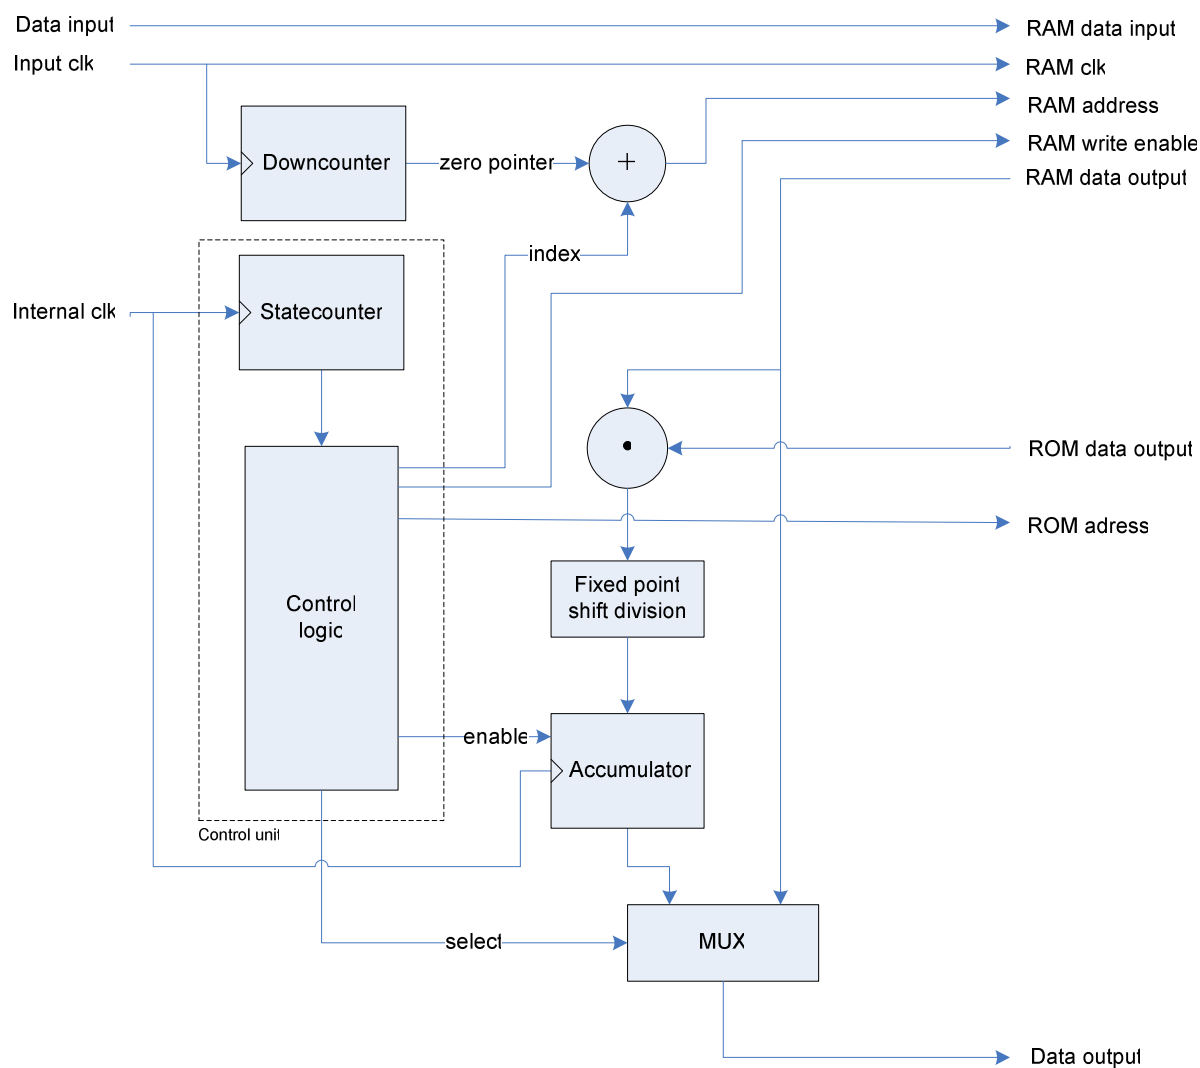 Data input
RAM data input
Input clk
RAM clk
RAM address
RAM write enable
RAM data output
Downcounter
zero pointer
+
index
Internal clk
Statecounter
ROM data output
ROM adress
Control
logic
Fixed point
shift division
enable
Accumulator
Control unit
select
MUX
Data output